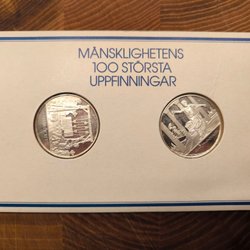 MÄNSKLIGHETENS
100 STÖRSTA
UPPFINNINGAR